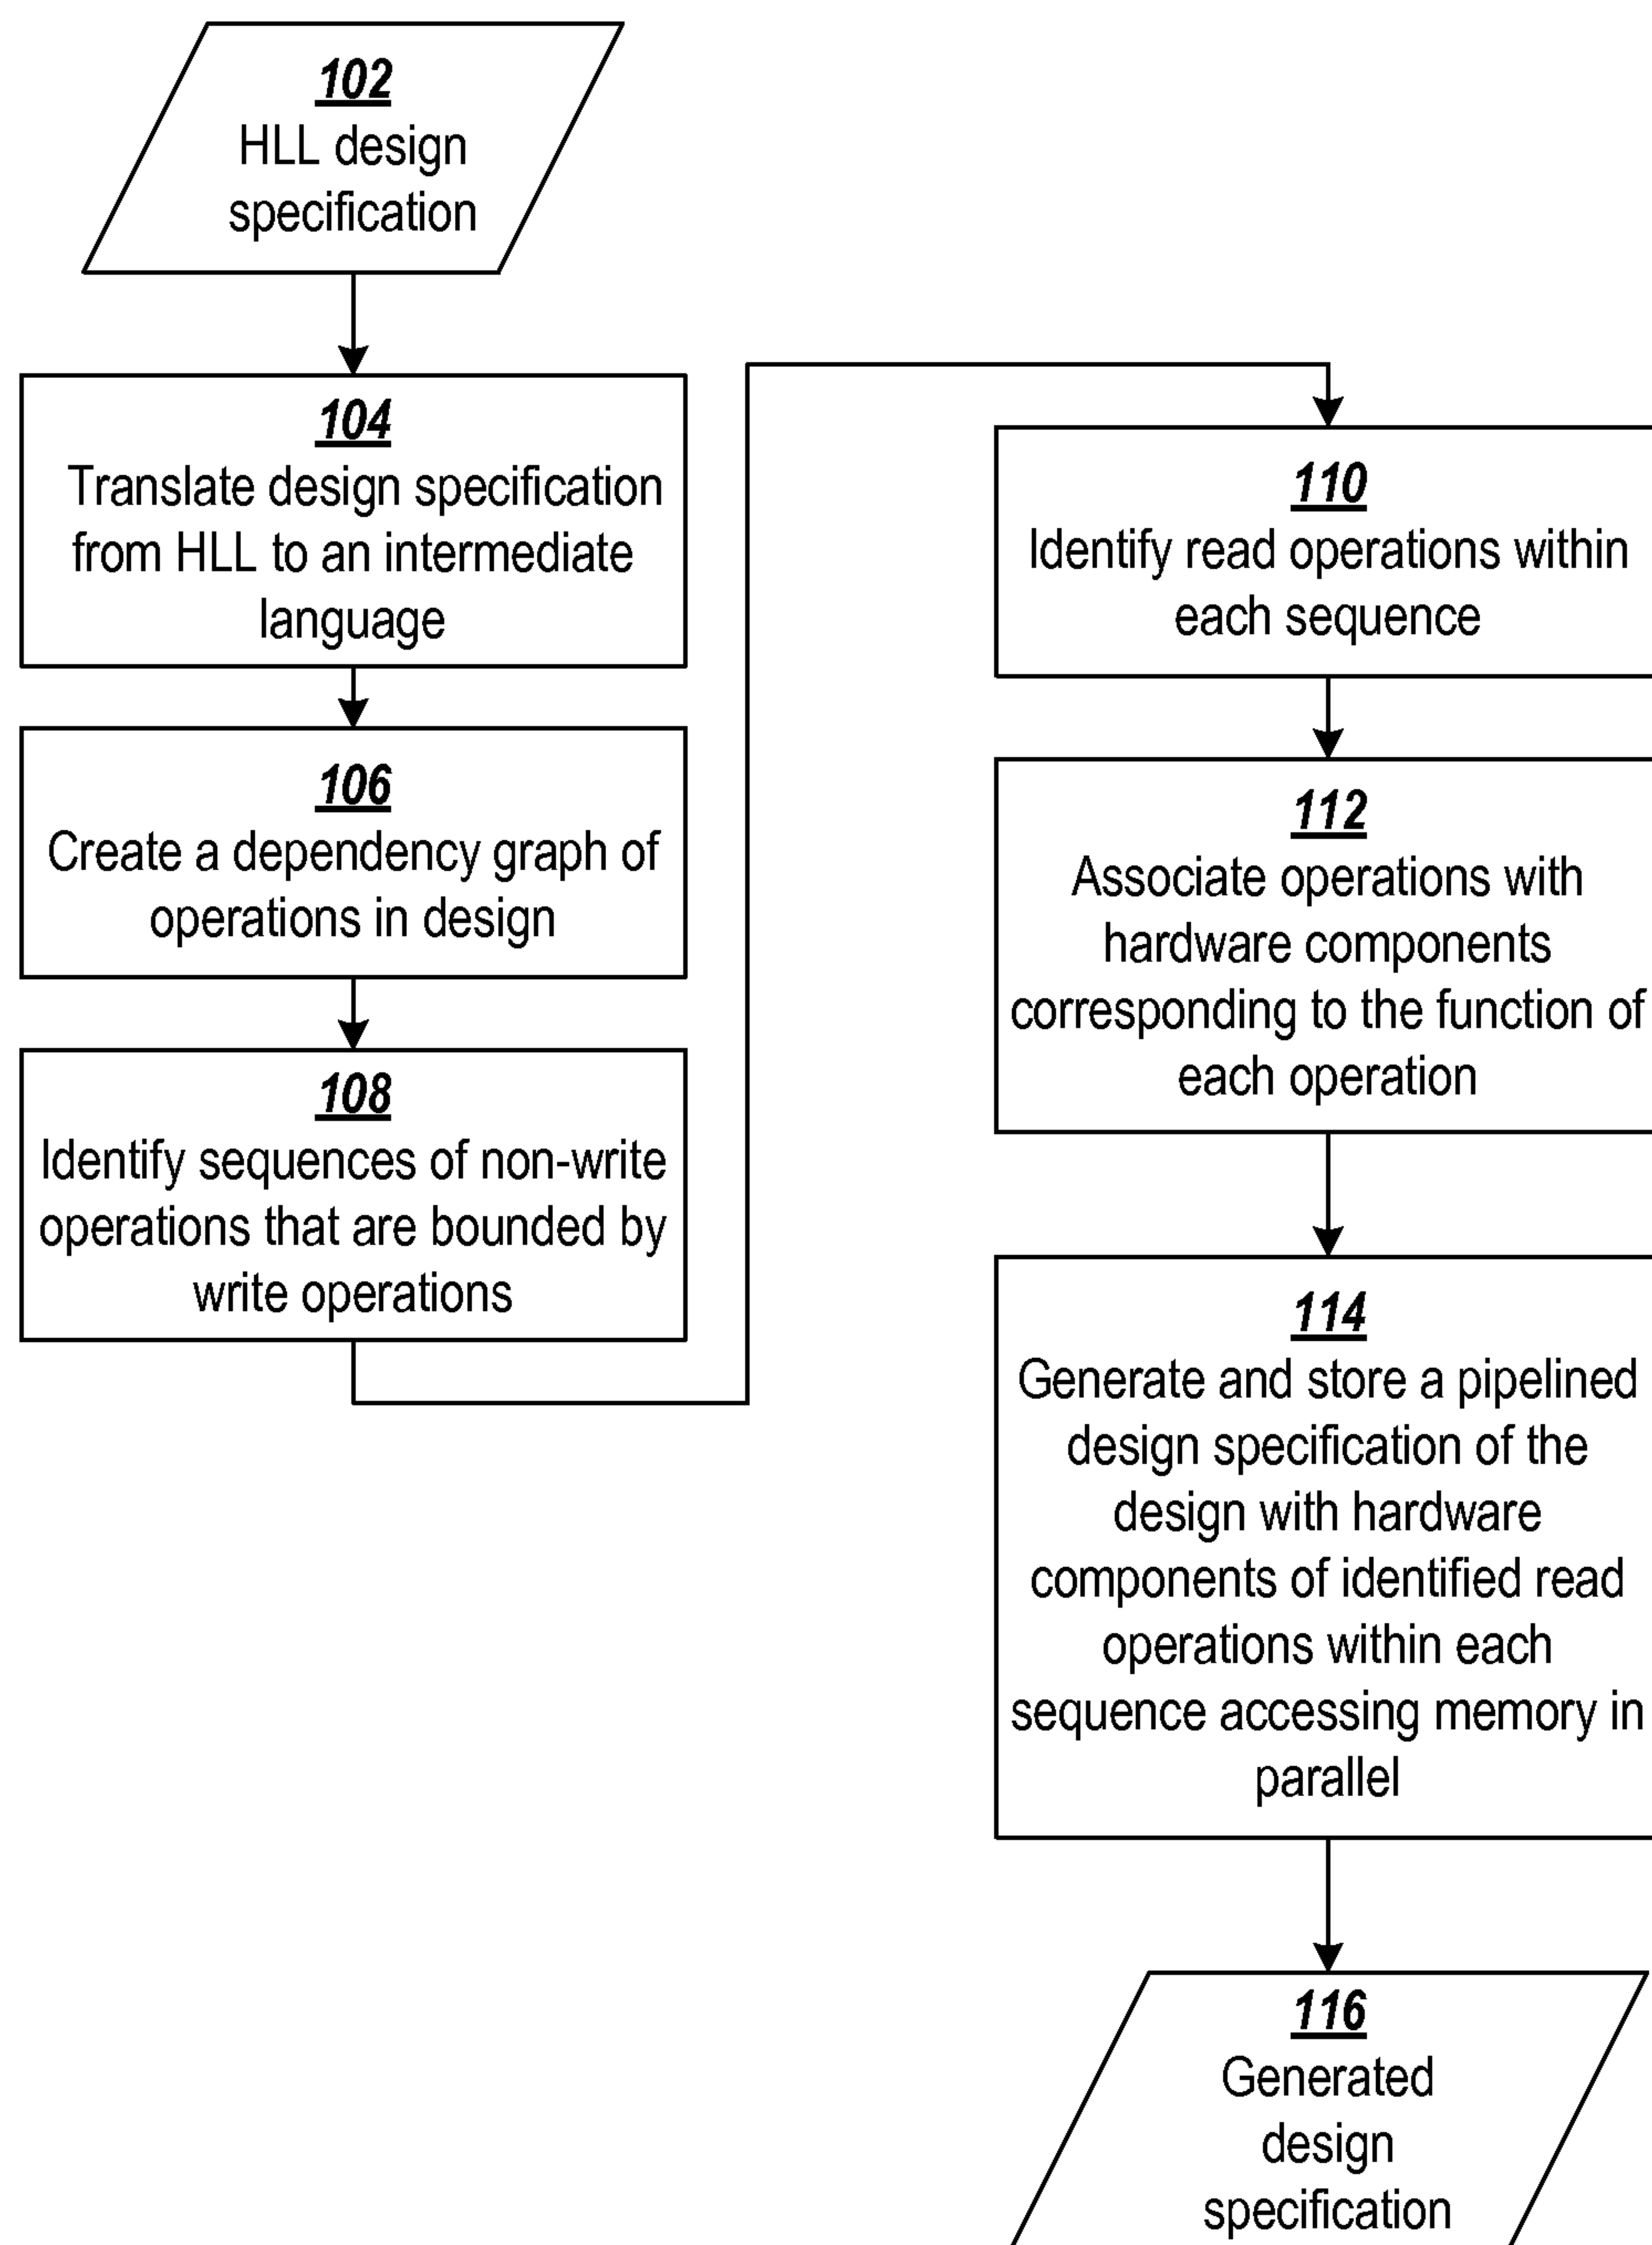 102
HLL design
specification
104
Translate design specification
from HLL to an intermediate
language
106
Create a dependency graph of
operations in design
108
Identify sequences of non-write
operations that are bounded by
write operations
110
Identify read operations within
each sequence
112
Associate operations with
hardware components
corresponding to the function of
each operation
114
Generate and store a pipelined
design specification of the
design with hardware
components of identified read
operations within each
sequence accessing memory in
parallel
116
Generated
design
specification